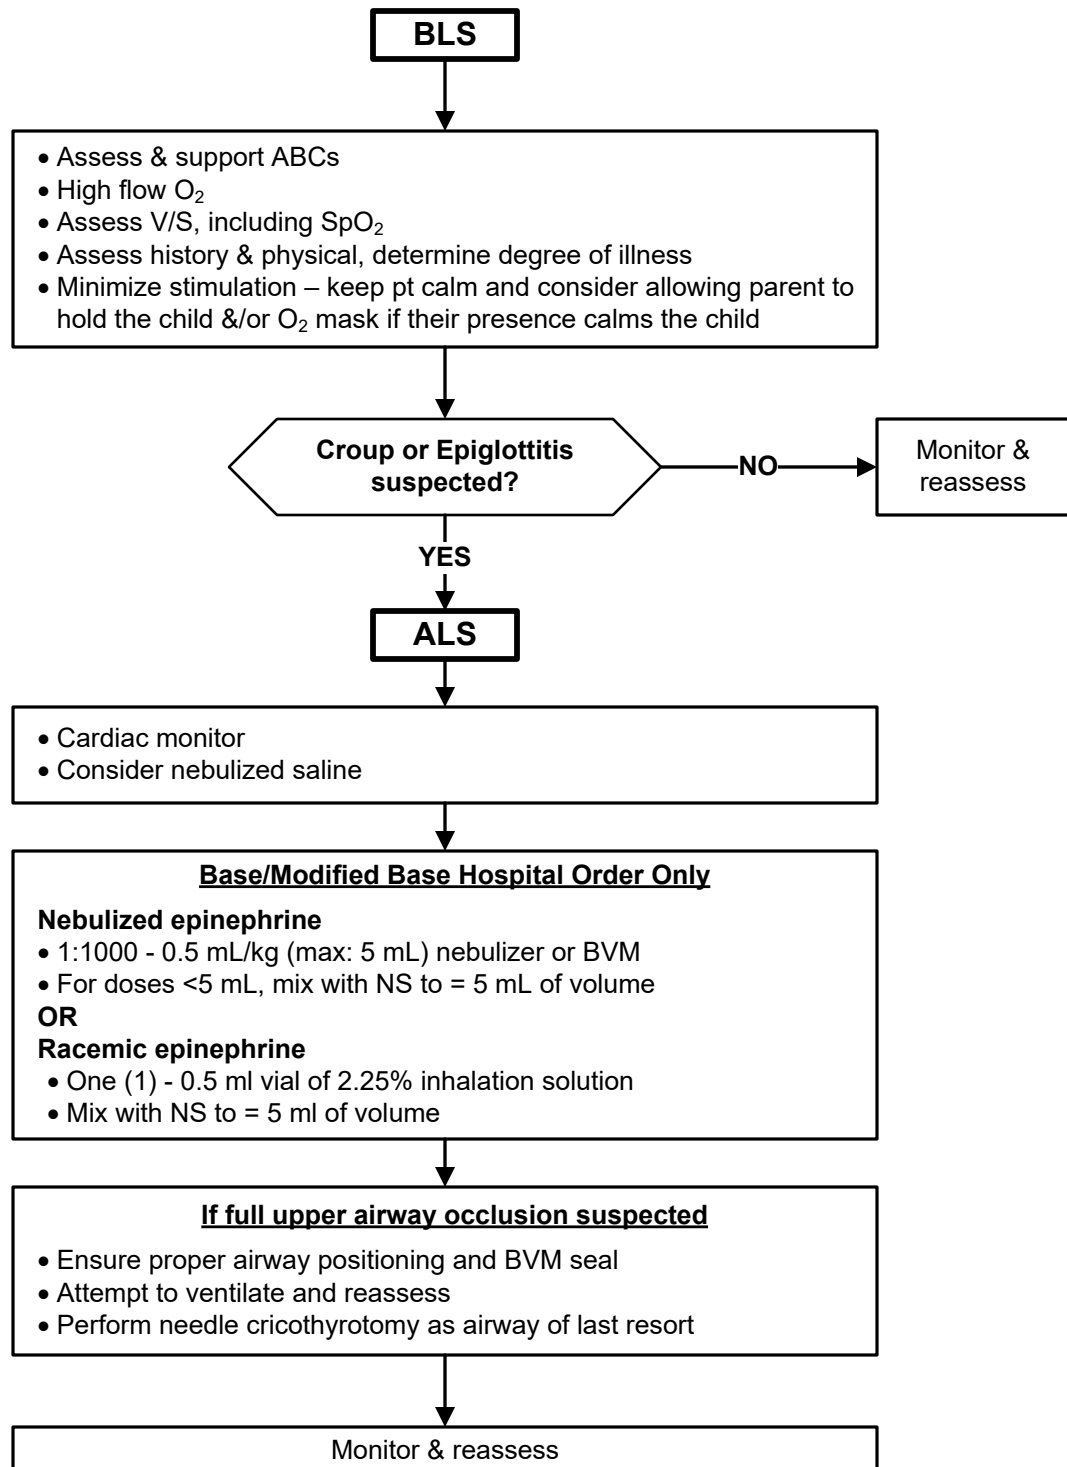 BLS
• Assess & support ABCs
• High flow O₂
• Assess V/S, including SpO₂
• Assess history & physical, determine degree of illness
• Minimize stimulation – keep pt calm and consider allowing parent to
hold the child &/or O₂ mask if their presence calms the child
Croup or Epiglottitis
suspected?
NO
Monitor &
reassess
YES
ALS
• Cardiac monitor
• Consider nebulized saline
Base/Modified Base Hospital Order Only
Nebulized epinephrine
• 1:1000 - 0.5 mL/kg (max: 5 mL) nebulizer or BVM
• For doses <5 mL, mix with NS to = 5 mL of volume
OR
Racemic epinephrine
• One (1) - 0.5 ml vial of 2.25% inhalation solution
• Mix with NS to = 5 ml of volume
If full upper airway occlusion suspected
• Ensure proper airway positioning and BVM seal
• Attempt to ventilate and reassess
• Perform needle cricothyrotomy as airway of last resort
Monitor & reassess